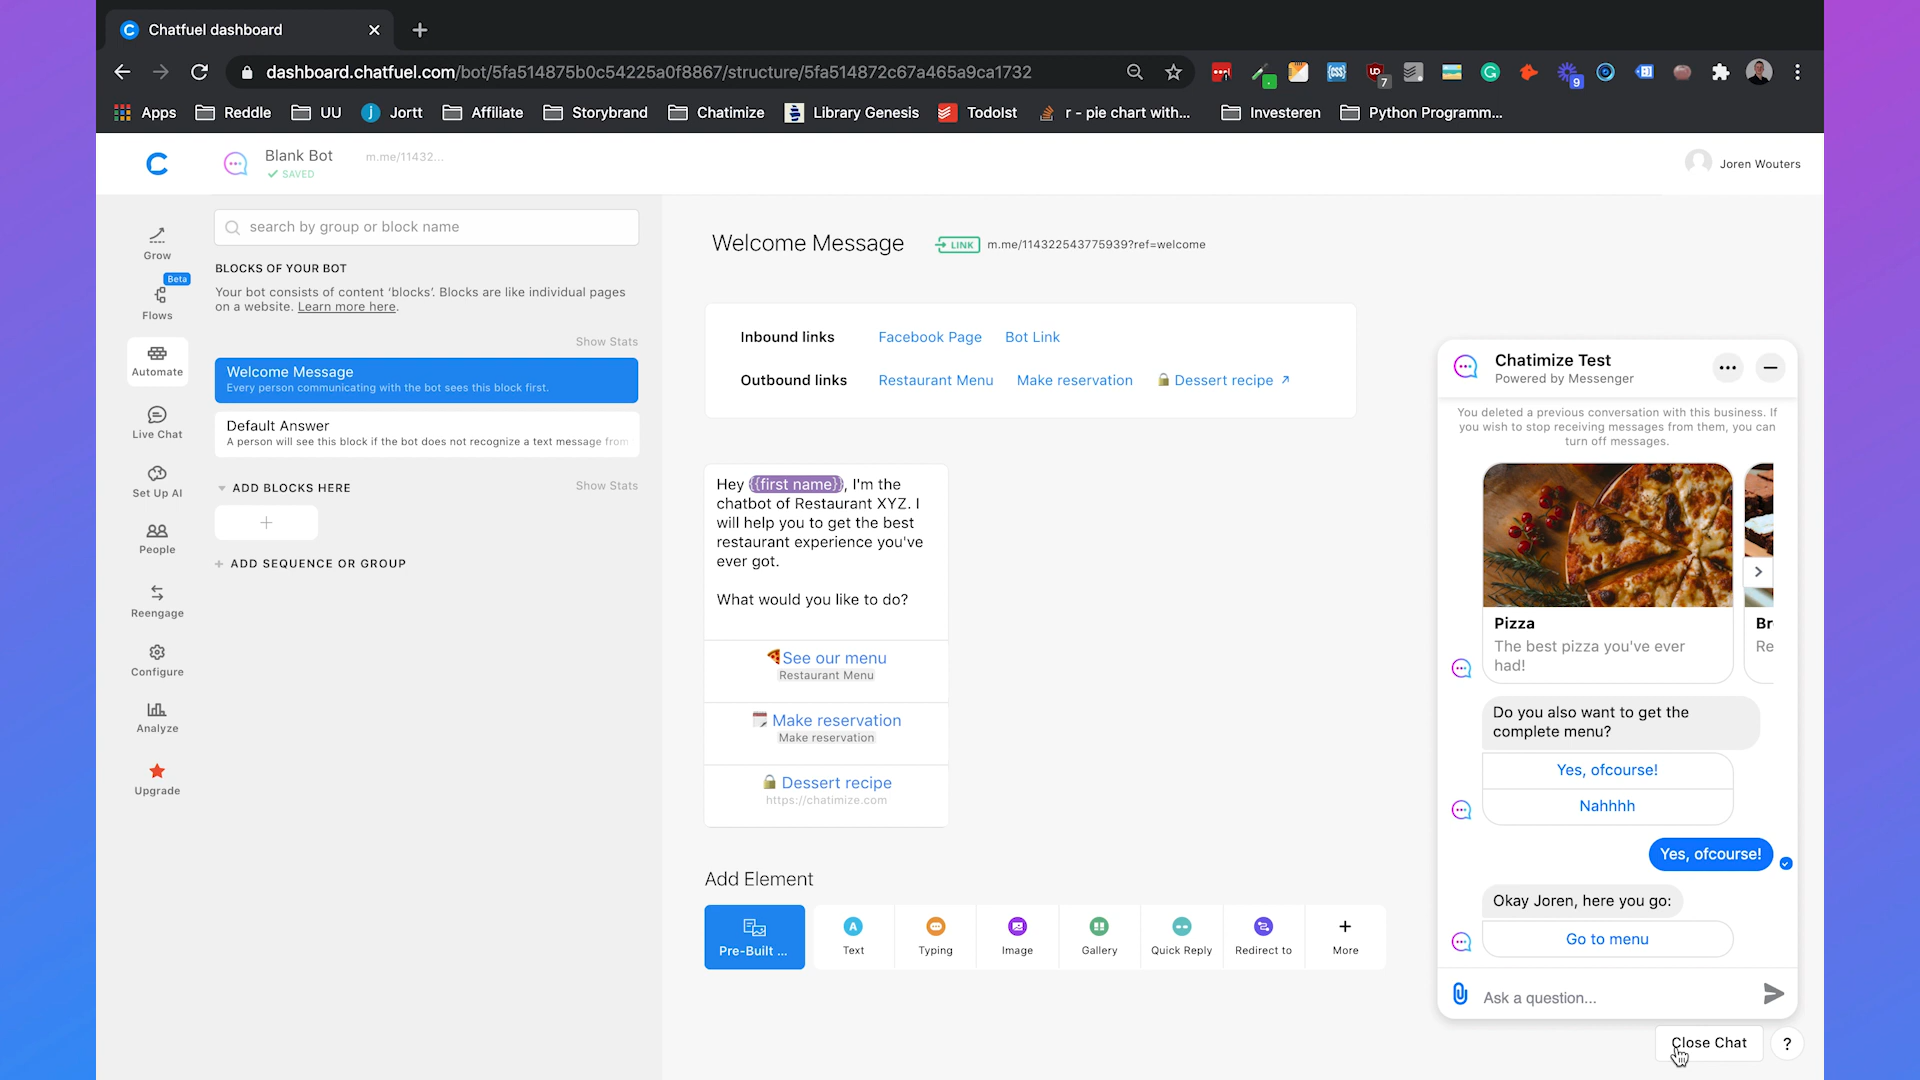 Chatfuel dashboard
dashboard.chatfuel.com/bot/5fa514875b0c54225a0f8867/structure/5fa514872c67a465a9ca1732
Apps
Reddle
UU
Jortt
Affiliate
Storybrand
Chatimize
Library Genesis
TodoIst
r - pie chart with...
Investeren
Python Programm...
Blank Bot
m.me/11432...
SAVED
Joren Wouters
Grow
Beta
Flows
Automate
Live Chat
Set Up AI
People
Reengage
Configure
Analyze
Upgrade
search by group or block name
BLOCKS OF YOUR BOT
Your bot consists of content ‘blocks’. Blocks are like individual pages
on a website. Learn more here.
Show Stats
Welcome Message
Every person communicating with the bot sees this block first.
Default Answer
A person will see this block if the bot does not recognize a text message from
ADD BLOCKS HERE
Show Stats
+ ADD SEQUENCE OR GROUP
Welcome Message
LINK
m.me/114322543775939?ref=welcome
Inbound links
Facebook Page
Bot Link
Outbound links
Restaurant Menu
Make reservation
Dessert recipe
Hey {{first name}}, I'm the
chatbot of Restaurant XYZ. I
will help you to get the best
restaurant experience you've
ever got.
What would you like to do?
See our menu
Restaurant Menu
Make reservation
Make reservation
Dessert recipe
https://chatimize.com
Add Element
Pre-Built ...
Text
Typing
Image
Gallery
Quick Reply
Redirect to
More
Chatimize Test
Powered by Messenger
You deleted a previous conversation with this business. If
you wish to stop receiving messages from them, you can
turn off messages.
Pizza
The best pizza you've ever
had!
Br
Re
Do you also want to get the
complete menu?
Yes, ofcourse!
Nahhhh
Yes, ofcourse!
Okay Joren, here you go:
Go to menu
Ask a question...
Close Chat
?